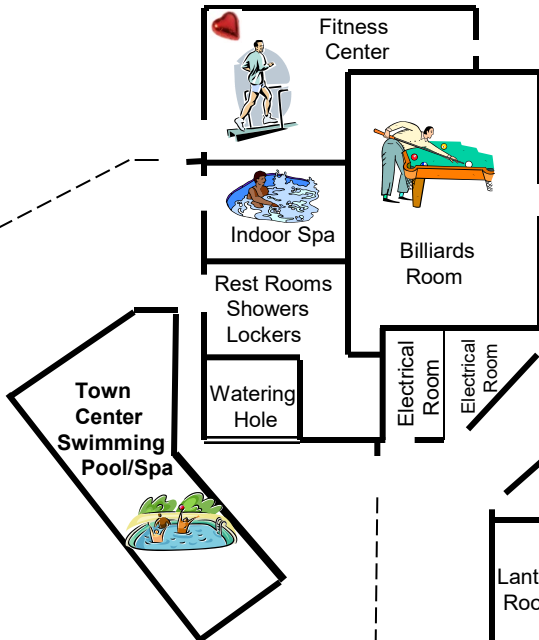 Fitness
Center
Indoor Spa
Billiards
Room
Rest Rooms
Showers
Lockers
Watering
Hole
Electrical
Room
Electrical
Room
Town
Center
Swimming
Pool/Spa